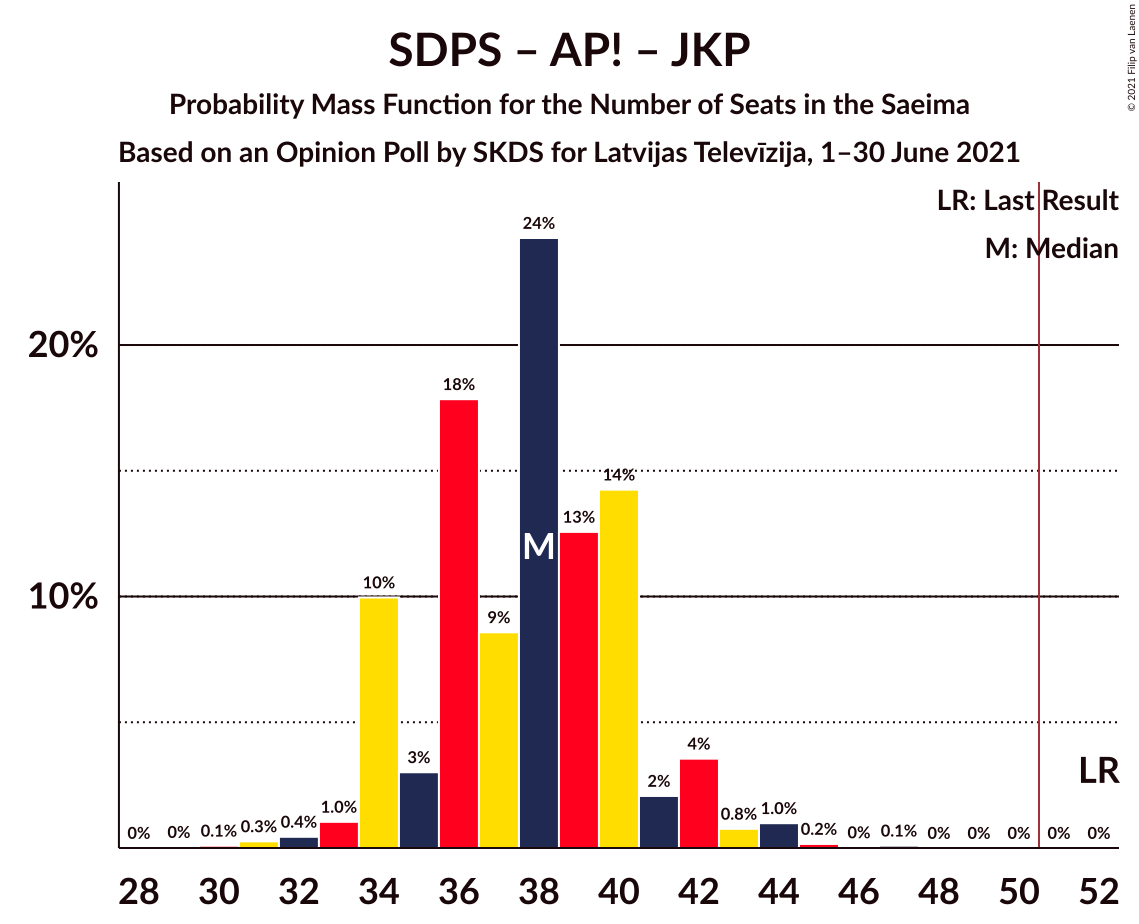 SDPS – AP! – JKP
Probability Mass Function for the Number of Seats in the Saeima
Based on an Opinion Poll by SKDS for Latvijas Televīzija, 1–30 June 2021
© 2021 Filip van Laenen
LR: Last Result
M: Median
20%
10%
0% 0% 0.1% 0.3% 0.4% 1.0% 10% 3% 18% 9% 24% 13% 14% 2% 4% 0.8% 1.0% 0.2% 0% 0.1% 0% 0% 0% 0% 0%
M
LR
28 30 32 34 36 38 40 42 44 46 48 50 52